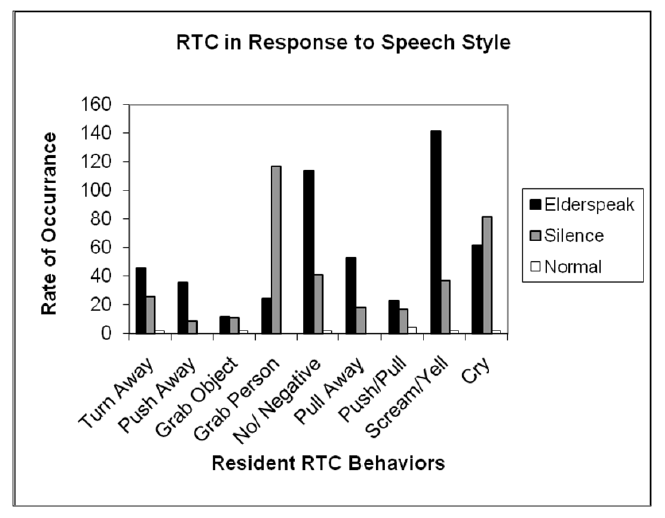 RTC in Response to Speech Style
160
140
120
100
80
60
40
20
0
Rate of Occurrance
Elderspeak
Silence
Normal
Turn Away
Push Away
Grab Object
Grab Person
No/ Negative
Pull Away
Push/Pull
Scream/Yell
Cry
Resident RTC Behaviors